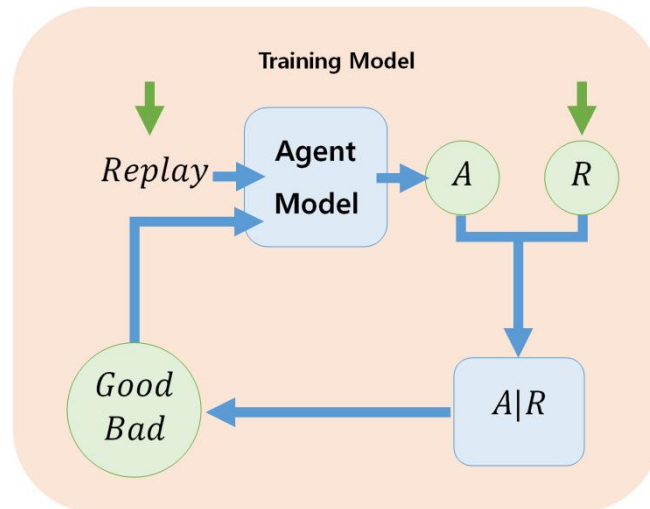 Training Model
Replay
Agent
Model
A
R
Good
Bad
A|R